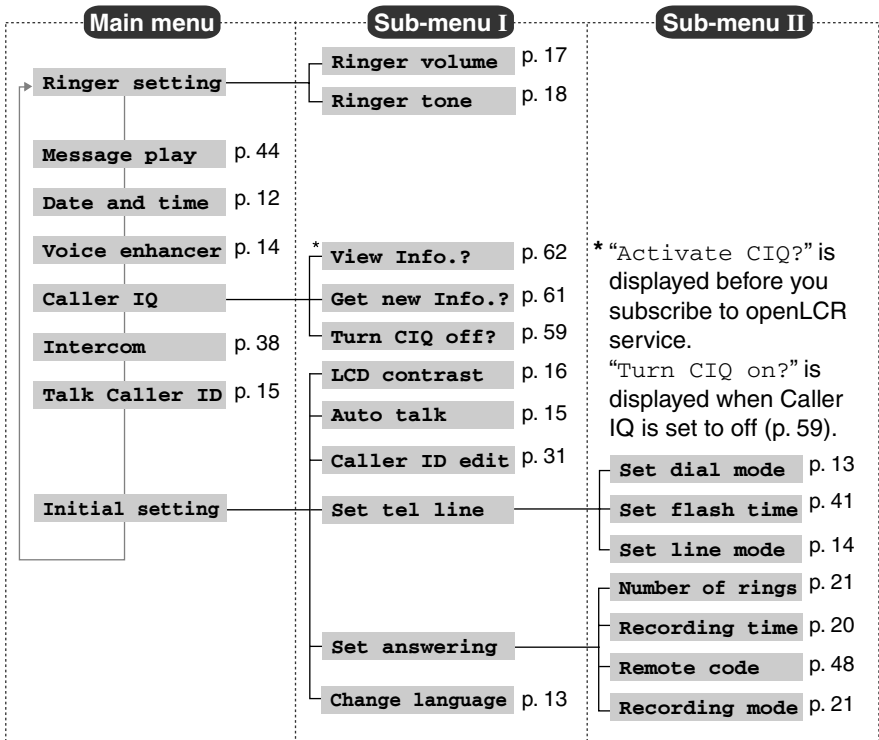 Main menu
Sub-menu I
Sub-menu II
Ringer setting
Ringer volume p. 17
Ringer tone p. 18
Message play p. 44
Date and time p. 12
Voice enhancer p. 14
Caller IQ
* View Info.? p. 62
Get new Info.? p. 61
Turn CIQ off? p. 59
* “Activate CIQ?” is
displayed before you
subscribe to openLCR
service.
“Turn CIQ on?” is
displayed when Caller
IQ is set to off (p. 59).
Intercom p. 38
Talk Caller ID p. 15
Initial setting
LCD contrast p. 16
Auto talk p. 15
Caller ID edit p. 31
Set tel line
Set dial mode p. 13
Set flash time p. 41
Set line mode p. 14
Set answering
Number of rings p. 21
Recording time p. 20
Remote code p. 48
Recording mode p. 21
Change language p. 13